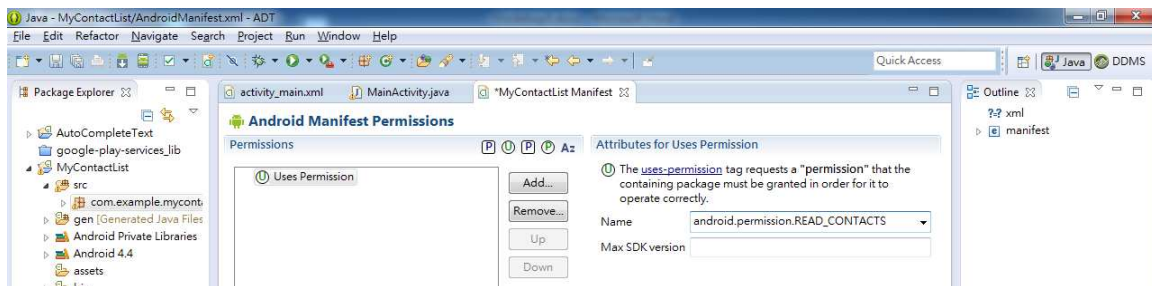 Java - MyContactList/AndroidManifest.xml - ADT
File Edit Refactor Navigate Search Project Run Window Help
Quick Access
Java
DDMS
Package Explorer
AutoCompleteText
google-play-services_lib
MyContactList
src
com.example.myconta
gen [Generated Java Files
Android Private Libraries
Android 4.4
assets
activity_main.xml
MainActivity.java
*MyContactList Manifest
Android Manifest Permissions
Permissions
P U P P Az
U Uses Permission
Add...
Remove...
Up
Down
Attributes for Uses Permission
U The uses-permission tag requests a "permission" that the
containing package must be granted in order for it to
operate correctly.
Name android.permission.READ_CONTACTS
Max SDK version
Outline
?-? xml
e manifest